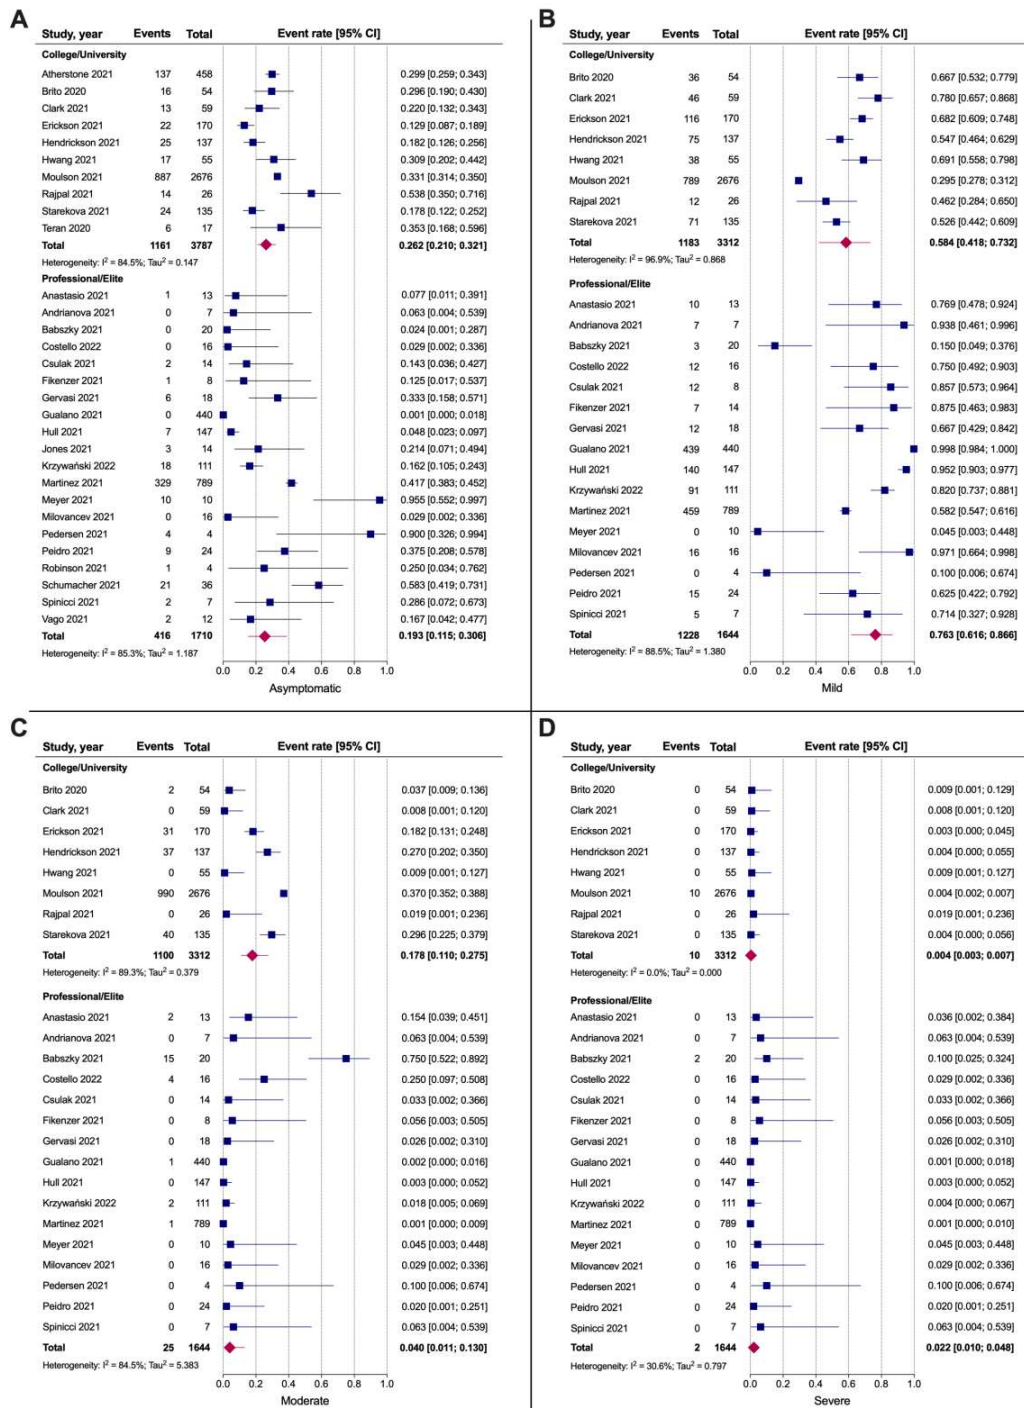 A
Study, year Events Total Event rate [95% CI]
College/University
Atherstone 2021 137 458 0.299 [0.259; 0.343]
Brito 2020 16 54 0.296 [0.190; 0.430]
Clark 2021 13 59 0.220 [0.132; 0.343]
Erickson 2021 22 170 0.129 [0.087; 0.189]
Hendrickson 2021 25 137 0.182 [0.126; 0.256]
Hwang 2021 17 55 0.309 [0.202; 0.442]
Moulson 2021 887 2676 0.331 [0.314; 0.350]
Rajpal 2021 14 26 0.538 [0.350; 0.716]
Starekova 2021 24 135 0.178 [0.122; 0.252]
Teran 2020 6 17 0.353 [0.168; 0.596]
Total 1161 3787 0.262 [0.210; 0.321]
Heterogeneity: I² = 84.5%; Tau² = 0.147
Professional/Elite
Anastasio 2021 1 13 0.077 [0.011; 0.391]
Andrianova 2021 0 7 0.063 [0.004; 0.539]
Babszky 2021 0 20 0.024 [0.001; 0.287]
Costello 2022 0 16 0.029 [0.002; 0.336]
Csulak 2021 2 14 0.143 [0.036; 0.427]
Fikenzer 2021 1 8 0.125 [0.017; 0.537]
Gervasi 2021 6 18 0.333 [0.158; 0.571]
Gualano 2021 0 440 0.001 [0.000; 0.018]
Hull 2021 7 147 0.048 [0.023; 0.097]
Jones 2021 3 14 0.214 [0.071; 0.494]
Krzywański 2022 18 111 0.162 [0.105; 0.243]
Martinez 2021 329 789 0.417 [0.383; 0.452]
Meyer 2021 10 10 0.955 [0.552; 0.997]
Milovancev 2021 0 16 0.029 [0.002; 0.336]
Pedersen 2021 4 4 0.900 [0.326; 0.994]
Peidro 2021 9 24 0.375 [0.208; 0.578]
Robinson 2021 1 4 0.250 [0.034; 0.762]
Schumacher 2021 21 36 0.583 [0.419; 0.731]
Spinicci 2021 2 7 0.286 [0.072; 0.673]
Vago 2021 2 12 0.167 [0.042; 0.477]
Total 416 1710 0.193 [0.115; 0.306]
Heterogeneity: I² = 85.3%; Tau² = 1.187
0.0 0.2 0.4 0.6 0.8 1.0
Asymptomatic
B
Study, year Events Total Event rate [95% CI]
College/University
Brito 2020 36 54 0.667 [0.532; 0.779]
Clark 2021 46 59 0.780 [0.657; 0.868]
Erickson 2021 116 170 0.682 [0.609; 0.748]
Hendrickson 2021 75 137 0.547 [0.464; 0.629]
Hwang 2021 38 55 0.691 [0.558; 0.798]
Moulson 2021 789 2676 0.295 [0.278; 0.312]
Rajpal 2021 12 26 0.462 [0.284; 0.650]
Starekova 2021 71 135 0.526 [0.442; 0.609]
Total 1183 3312 0.584 [0.418; 0.732]
Heterogeneity: I² = 96.9%; Tau² = 0.868
Professional/Elite
Anastasio 2021 10 13 0.769 [0.478; 0.924]
Andrianova 2021 7 7 0.938 [0.461; 0.996]
Babszky 2021 3 20 0.150 [0.049; 0.376]
Costello 2022 12 16 0.750 [0.492; 0.903]
Csulak 2021 12 8 0.857 [0.573; 0.964]
Fikenzer 2021 7 14 0.875 [0.463; 0.983]
Gervasi 2021 12 18 0.667 [0.429; 0.842]
Gualano 2021 439 440 0.998 [0.984; 1.000]
Hull 2021 140 147 0.952 [0.903; 0.977]
Krzywański 2022 91 111 0.820 [0.737; 0.881]
Martinez 2021 459 789 0.582 [0.547; 0.616]
Meyer 2021 0 10 0.045 [0.003; 0.448]
Milovancev 2021 16 16 0.971 [0.664; 0.998]
Pedersen 2021 0 4 0.100 [0.006; 0.674]
Peidro 2021 15 24 0.625 [0.422; 0.792]
Spinicci 2021 5 7 0.714 [0.327; 0.928]
Total 1228 1644 0.763 [0.616; 0.866]
Heterogeneity: I² = 88.5%; Tau² = 1.380
0.0 0.2 0.4 0.6 0.8 1.0
Mild
C
Study, year Events Total Event rate [95% CI]
College/University
Brito 2020 2 54 0.037 [0.009; 0.136]
Clark 2021 0 59 0.008 [0.001; 0.120]
Erickson 2021 31 170 0.182 [0.131; 0.248]
Hendrickson 2021 37 137 0.270 [0.202; 0.350]
Hwang 2021 0 55 0.009 [0.001; 0.127]
Moulson 2021 990 2676 0.370 [0.352; 0.388]
Rajpal 2021 0 26 0.019 [0.001; 0.236]
Starekova 2021 40 135 0.296 [0.225; 0.379]
Total 1100 3312 0.178 [0.110; 0.275]
Heterogeneity: I² = 89.3%; Tau² = 0.379
Professional/Elite
Anastasio 2021 2 13 0.154 [0.039; 0.451]
Andrianova 2021 0 7 0.063 [0.004; 0.539]
Babszky 2021 15 20 0.750 [0.522; 0.892]
Costello 2022 4 16 0.250 [0.097; 0.508]
Csulak 2021 0 14 0.033 [0.002; 0.366]
Fikenzer 2021 0 8 0.056 [0.003; 0.505]
Gervasi 2021 0 18 0.026 [0.002; 0.310]
Gualano 2021 1 440 0.002 [0.000; 0.016]
Hull 2021 0 147 0.003 [0.000; 0.052]
Krzywański 2022 2 111 0.018 [0.005; 0.069]
Martinez 2021 1 789 0.001 [0.000; 0.009]
Meyer 2021 0 10 0.045 [0.003; 0.448]
Milovancev 2021 0 16 0.029 [0.002; 0.336]
Pedersen 2021 0 4 0.100 [0.006; 0.674]
Peidro 2021 0 24 0.020 [0.001; 0.251]
Spinicci 2021 0 7 0.063 [0.004; 0.539]
Total 25 1644 0.040 [0.011; 0.130]
Heterogeneity: I² = 84.5%; Tau² = 5.383
0.0 0.2 0.4 0.6 0.8 1.0
Moderate
D
Study, year Events Total Event rate [95% CI]
College/University
Brito 2020 0 54 0.009 [0.001; 0.129]
Clark 2021 0 59 0.008 [0.001; 0.120]
Erickson 2021 0 170 0.003 [0.000; 0.045]
Hendrickson 2021 0 137 0.004 [0.000; 0.055]
Hwang 2021 0 55 0.009 [0.001; 0.127]
Moulson 2021 10 2676 0.004 [0.002; 0.007]
Rajpal 2021 0 26 0.019 [0.001; 0.236]
Starekova 2021 0 135 0.004 [0.000; 0.056]
Total 10 3312 0.004 [0.003; 0.007]
Heterogeneity: I² = 0.0%; Tau² = 0.000
Professional/Elite
Anastasio 2021 0 13 0.036 [0.002; 0.384]
Andrianova 2021 0 7 0.063 [0.004; 0.539]
Babszky 2021 2 20 0.100 [0.025; 0.324]
Costello 2022 0 16 0.029 [0.002; 0.336]
Csulak 2021 0 14 0.033 [0.002; 0.366]
Fikenzer 2021 0 8 0.056 [0.003; 0.505]
Gervasi 2021 0 18 0.026 [0.002; 0.310]
Gualano 2021 0 440 0.001 [0.000; 0.018]
Hull 2021 0 147 0.003 [0.000; 0.052]
Krzywański 2022 0 111 0.004 [0.000; 0.067]
Martinez 2021 0 789 0.001 [0.000; 0.010]
Meyer 2021 0 10 0.045 [0.003; 0.448]
Milovancev 2021 0 16 0.029 [0.002; 0.336]
Pedersen 2021 0 4 0.100 [0.006; 0.674]
Peidro 2021 0 24 0.020 [0.001; 0.251]
Spinicci 2021 0 7 0.063 [0.004; 0.539]
Total 2 1644 0.022 [0.010; 0.048]
Heterogeneity: I² = 30.6%; Tau² = 0.797
0.0 0.2 0.4 0.6 0.8 1.0
Severe